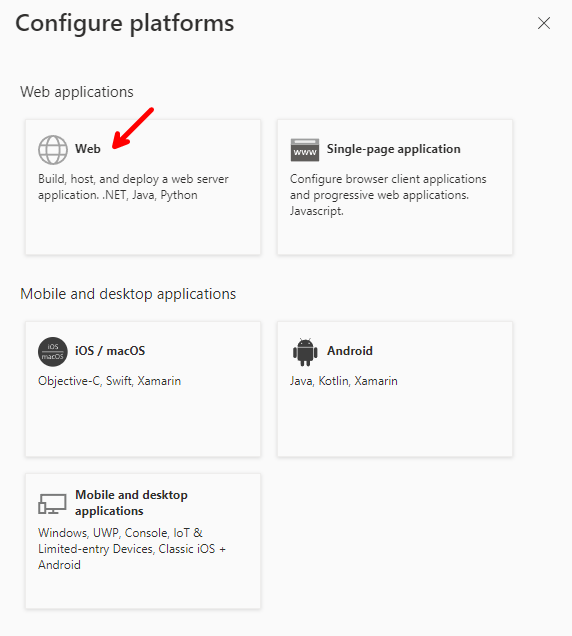 Configure platforms
Web applications
Web
Build, host, and deploy a web server
application. .NET, Java, Python
www
Single-page application
Configure browser client applications
and progressive web applications.
Javascript.
Mobile and desktop applications
iOS
macOS
iOS / macOS
Objective-C, Swift, Xamarin
Android
Java, Kotlin, Xamarin
Mobile and desktop
applications
Windows, UWP, Console, IoT &
Limited-entry Devices, Classic iOS +
Android